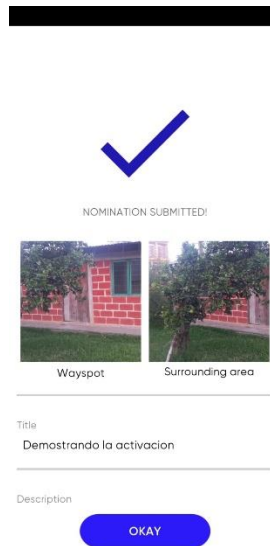 NOMINATION SUBMITTED!
Wayspot
Surrounding area
Title
Demostrando la activacion
Description
OKAY